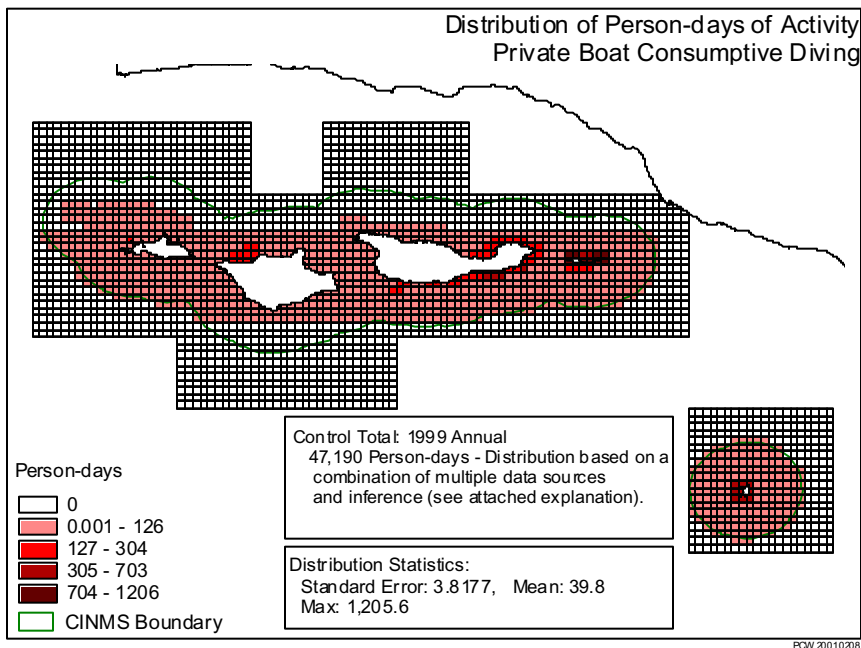 Distribution of Person-days of Activity
Private Boat Consumptive Diving
Control Total: 1999 Annual
47,190 Person-days - Distribution based on a
combination of multiple data sources
and inference (see attached explanation).
Person-days
0
0.001 - 126
127 - 304
305 - 703
704 - 1206
CINMS Boundary
Distribution Statistics:
Standard Error: 3.8177, Mean: 39.8
Max: 1,205.6
PCW 20010208